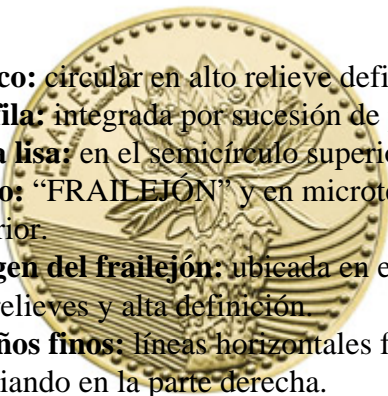 co: circular en alto relieve defi
fila: integrada por sucesión de
a lisa: en el semicírculo superio
o: “FRAILEJÓN” y en microte
rior.
gen del frailejón: ubicada en e
relieves y alta definición.
ños finos: líneas horizontales f
iando en la parte derecha.